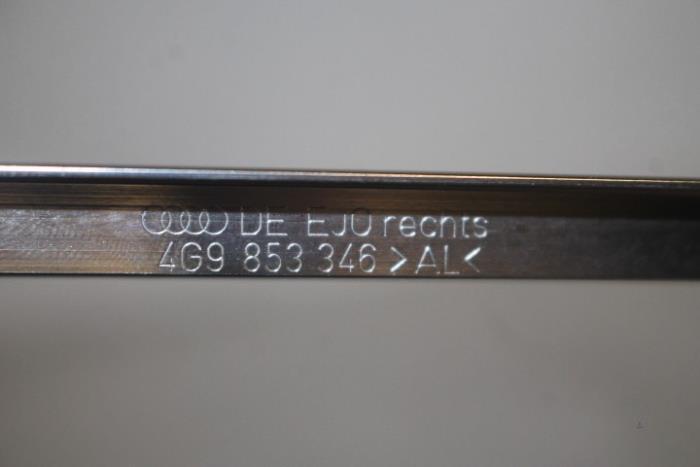 DE EJO rechts
4G9 853 346 >AL<